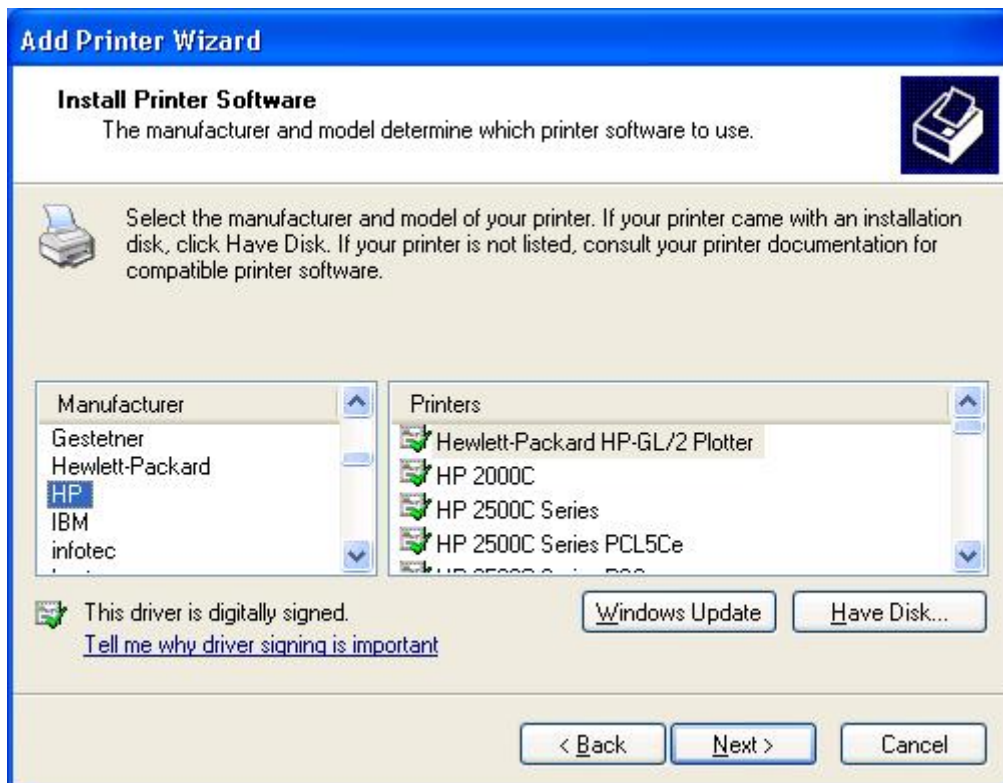 Add Printer Wizard
Install Printer Software
The manufacturer and model determine which printer software to use.
Select the manufacturer and model of your printer. If your printer came with an installation
disk, click Have Disk. If your printer is not listed, consult your printer documentation for
compatible printer software.
Manufacturer
Gestetner
Hewlett-Packard
HP
IBM
infotec
Printers
Hewlett-Packard HP-GL/2 Plotter
HP 2000C
HP 2500C Series
HP 2500C Series PCL5Ce
This driver is digitally signed.
Tell me why driver signing is important
Windows Update
Have Disk...
< Back
Next >
Cancel